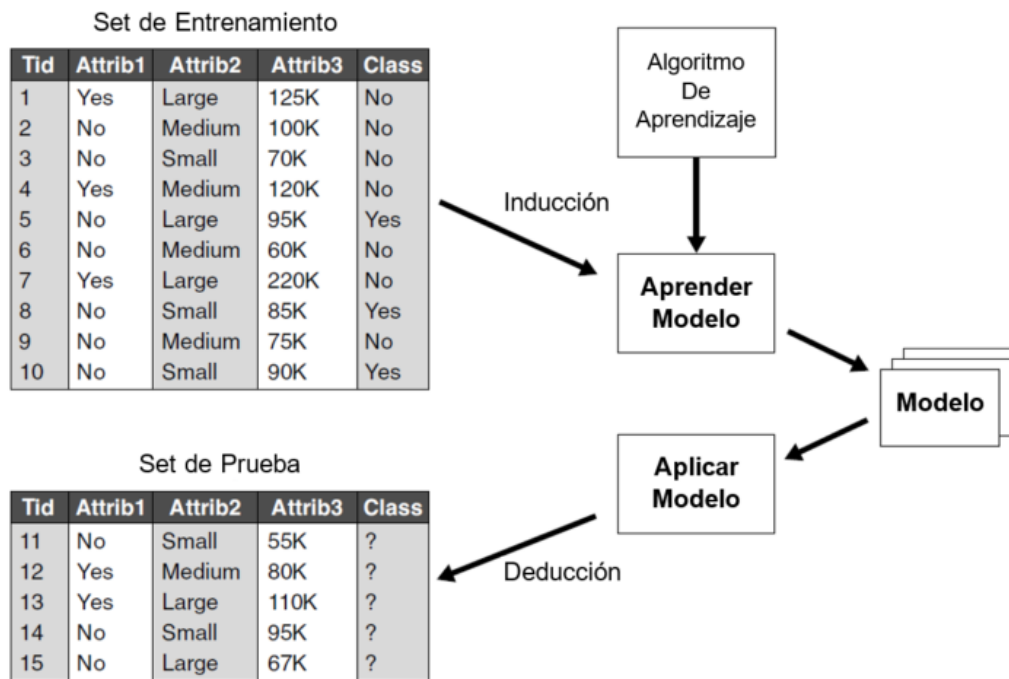 Set de Entrenamiento
Tid Attrib1 Attrib2 Attrib3 Class
1 Yes Large 125K No
2 No Medium 100K No
3 No Small 70K No
4 Yes Medium 120K No
5 No Large 95K Yes
6 No Medium 60K No
7 Yes Large 220K No
8 No Small 85K Yes
9 No Medium 75K No
10 No Small 90K Yes
Algoritmo
De
Aprendizaje
Inducción
Aprender
Modelo
Modelo
Aplicar
Modelo
Deducción
Set de Prueba
Tid Attrib1 Attrib2 Attrib3 Class
11 No Small 55K ?
12 Yes Medium 80K ?
13 Yes Large 110K ?
14 No Small 95K ?
15 No Large 67K ?